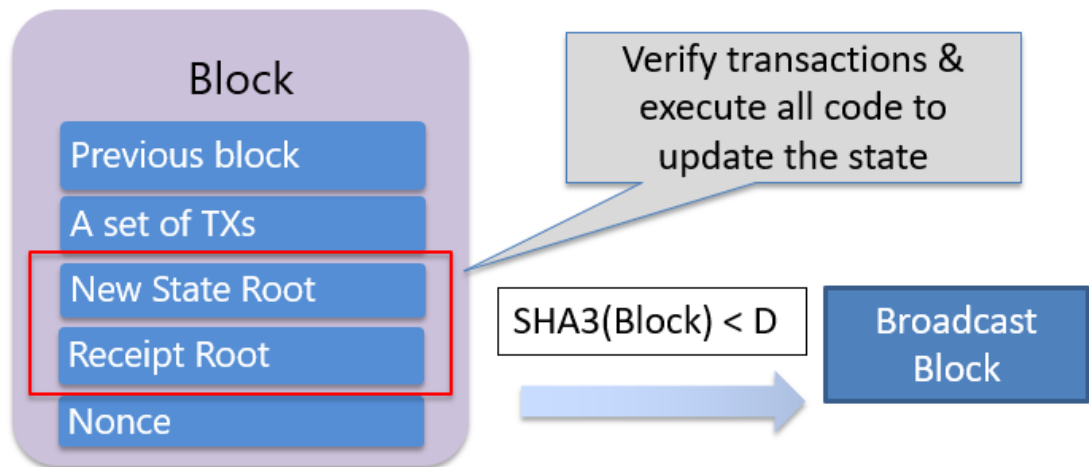 Block
Previous block
A set of TXs
New State Root
Receipt Root
Nonce
Verify transactions &
execute all code to
update the state
SHA3(Block) < D
Broadcast
Block